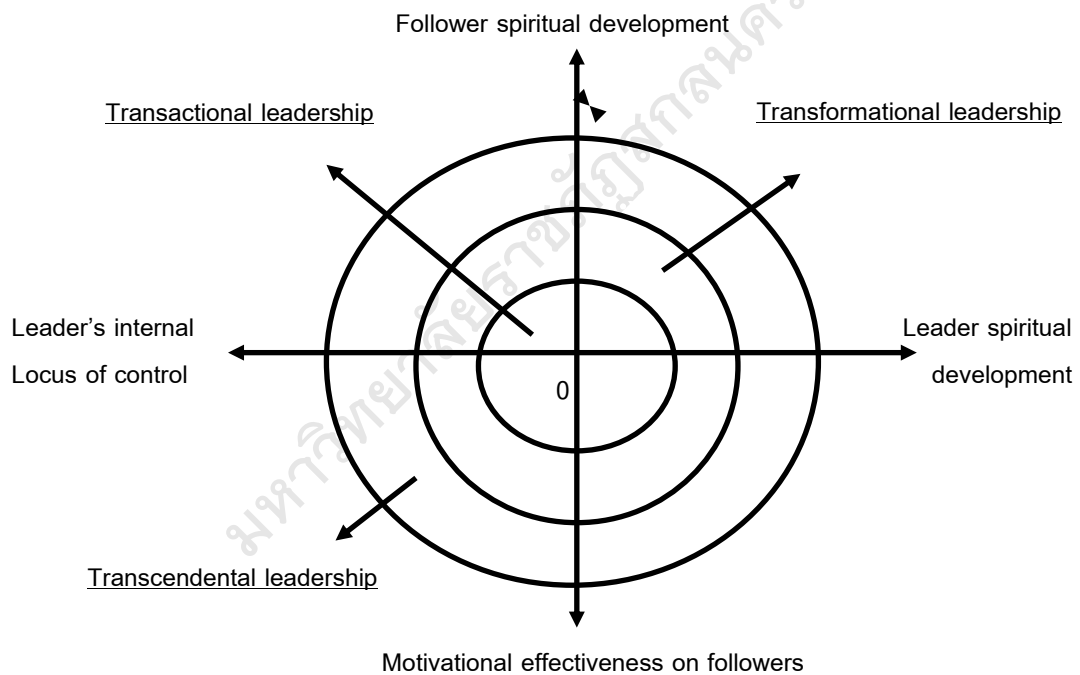 Follower spiritual development
Transactional leadership
Transformational leadership
Leader's internal
Locus of control
Leader spiritual
development
0
Transcendental leadership
Motivational effectiveness on followers